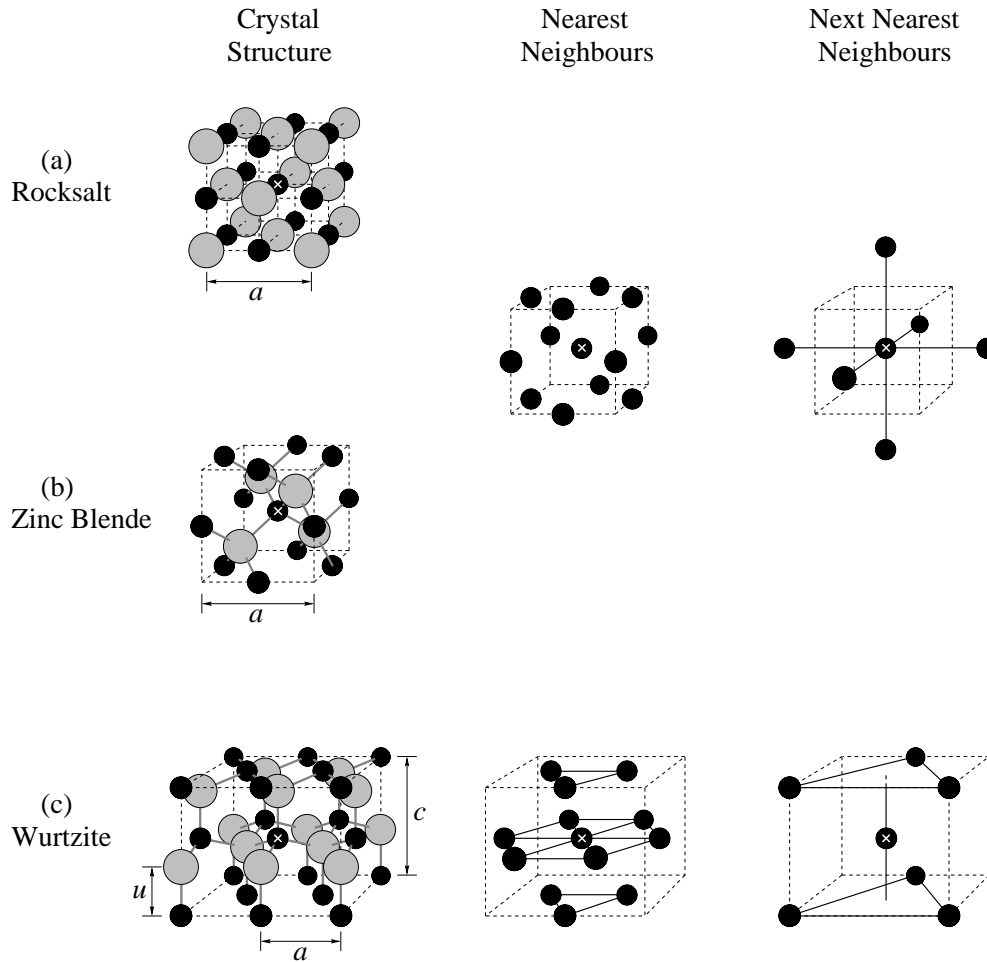 Crystal
Structure
Nearest
Neighbours
Next Nearest
Neighbours
(a)
Rocksalt
a
(b)
Zinc Blende
a
(c)
Wurtzite
c
u
a